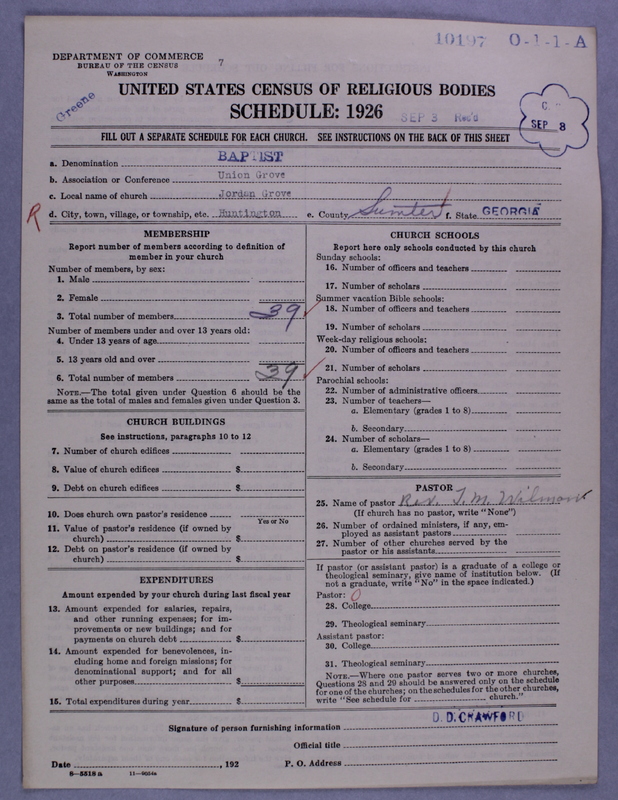 10197 O-1-1-A
DEPARTMENT OF COMMERCE
BUREAU OF THE CENSUS
WASHINGTON
7
Greene
UNITED STATES CENSUS OF RELIGIOUS BODIES
SCHEDULE: 1926
SEP 3 Rec'd
C.
SEP 8
FILL OUT A SEPARATE SCHEDULE FOR EACH CHURCH. SEE INSTRUCTIONS ON THE BACK OF THIS SHEET
a. Denomination BAPTIST
b. Association or Conference Union Grove
c. Local name of church Jordan Grove
R d. City, town, village, or township, etc. Huntington e. County Sumter f. State GEORGIA
MEMBERSHIP
Report number of members according to definition of
member in your church
Number of members, by sex:
1. Male
2. Female
3. Total number of members 39
Number of members under and over 13 years old:
4. Under 13 years of age
5. 13 years old and over
6. Total number of members 39
NOTE.—The total given under Question 6 should be
same as the total of males and females given under Question 3.
CHURCH BUILDINGS
See instructions, paragraphs 10 to 12
7. Number of church edifices
8. Value of church edifices $
9. Debt on church edifices $
10. Does church own pastor's residence
Yes or No
11. Value of pastor's residence (if owned by
church) $
12. Debt on pastor's residence (if owned by
church) $
EXPENDITURES
Amount expended by your church during last fiscal year
13. Amount expended for salaries, repairs,
and other running expenses; for im-
provements or new buildings; and for
payments on church debt $
14. Amount expended for benevolences, in-
cluding home and foreign missions; for
denominational support; and for all
other purposes $
15. Total expenditures during year $
CHURCH SCHOOLS
Report here only schools conducted by this church
Sunday schools:
16. Number of officers and teachers
17. Number of scholars
Summer vacation Bible schools:
18. Number of officers and teachers
19. Number of scholars
Week-day religious schools:
20. Number of officers and teachers
21. Number of scholars
Parochial schools:
22. Number of administrative officers
23. Number of teachers—
a. Elementary (grades 1 to 8)
b. Secondary
24. Number of scholars—
a. Elementary (grades 1 to 8)
b. Secondary
PASTOR
25. Name of pastor Rev. T. M. Wilmont
(If church has no pastor, write "None")
26. Number of ordained ministers, if any, em-
ployed as assistant pastors
27. Number of other churches served by the
pastor or his assistants
If pastor (or assistant pastor) is a graduate of a college or
theological seminary, give name of institution below. (If
not a graduate, write "No" in the space indicated.)
Pastor: 0
28. College
29. Theological seminary
Assistant pastor:
30. College
31. Theological seminary
NOTE.—Where one pastor serves two or more churches,
Questions 28 and 29 should be answered only on the schedule
for one of the churches; on the schedules for the other churches,
write "See schedule for church."
Signature of person furnishing information D. D. CRAWFORD
Official title
Date , 192 P. O. Address
8—5518 a 11—9034a